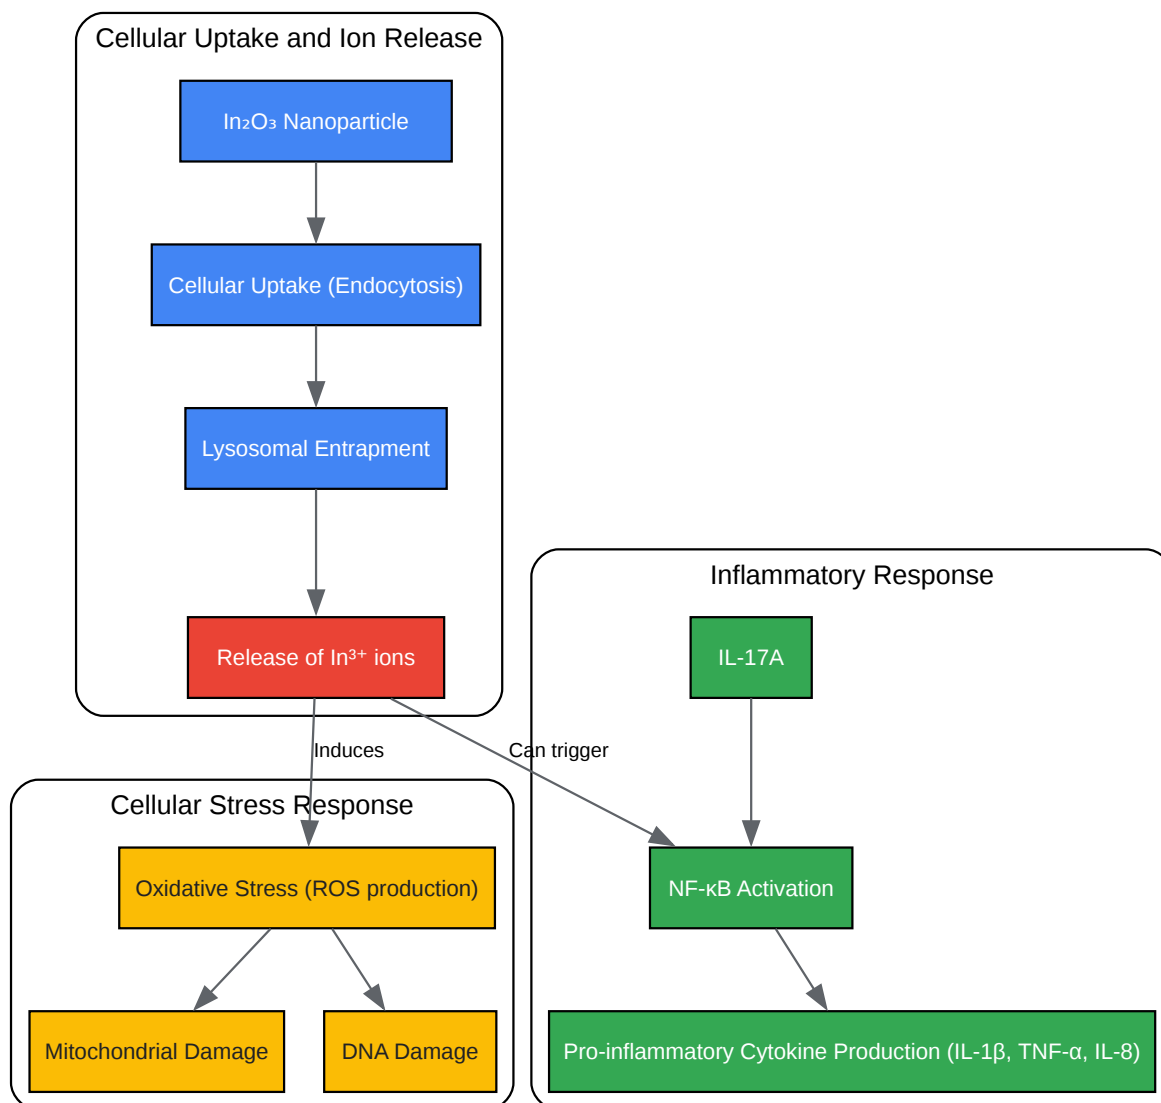 Cellular Uptake and Ion Release
In₂O₃ Nanoparticle
Cellular Uptake (Endocytosis)
Lysosomal Entrapment
Release of In³⁺ ions
Inflammatory Response
IL-17A
Induces
Can trigger
Cellular Stress Response
Oxidative Stress (ROS production)
NF-κB Activation
Mitochondrial Damage
DNA Damage
Pro-inflammatory Cytokine Production (IL-1β, TNF-α, IL-8)